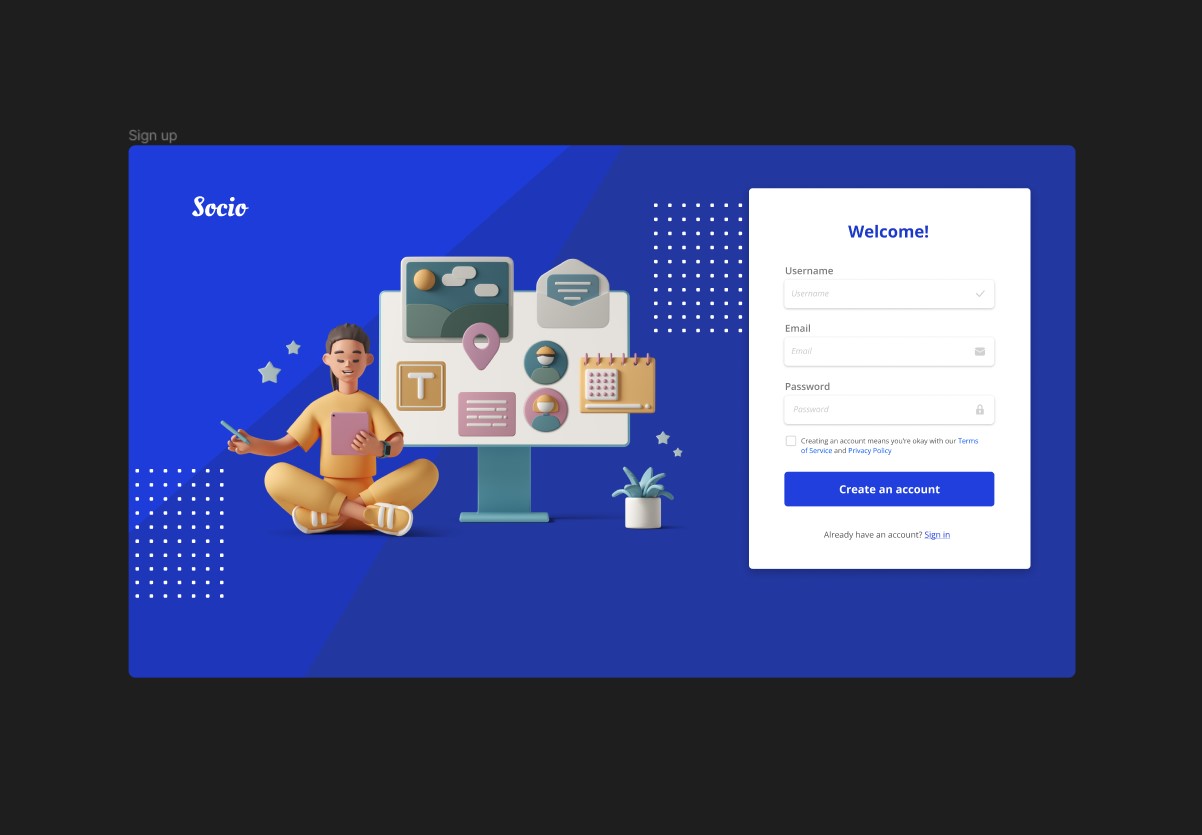 Sign up
Socio
Welcome!
Username
Username
Email
Email
Password
Password
Creating an account means you're okay with our Terms
of Service and Privacy Policy
Create an account
Already have an account? Sign in
T